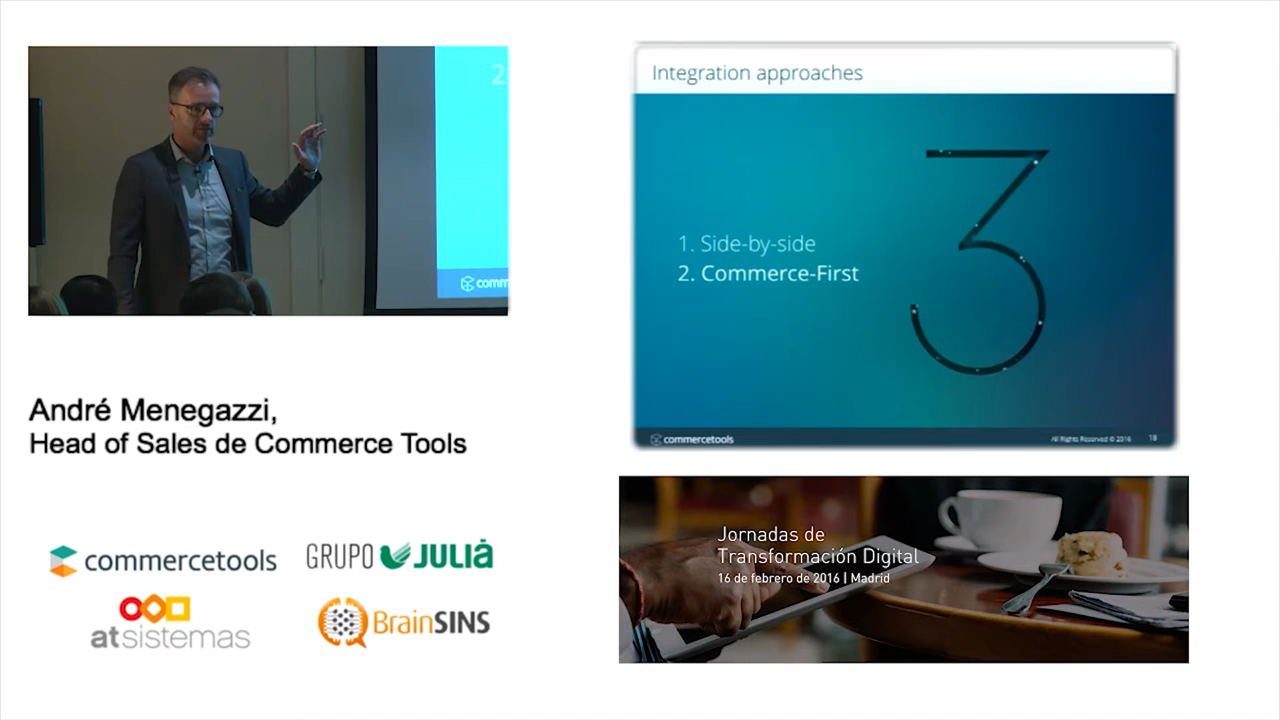 2
comm
André Menegazzi,
Head of Sales de Commerce Tools
commercetools
GRUPO JULIÀ
atsistemas
BrainSINS
Integration approaches
3
1. Side-by-side
2. Commerce-First
commercetools
All Rights Reserved © 2016
18
Jornadas de
Transformación Digital
16 de febrero de 2016 | Madrid